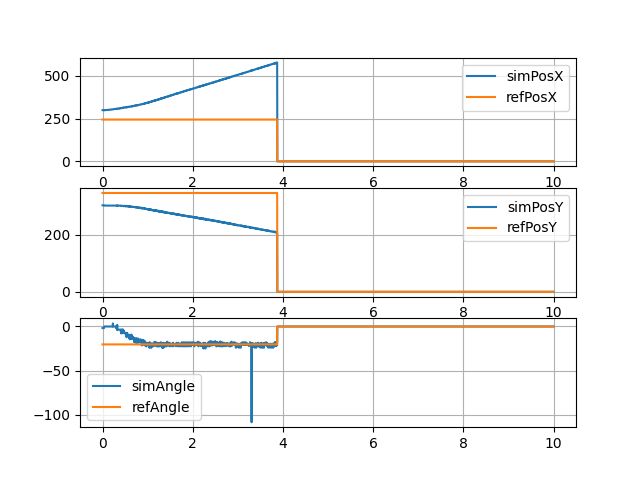 500
250
0
simPosX
refPosX
0 2 4 6 8 10
200
0
simPosY
refPosY
0 2 4 6 8 10
0
−50
−100
simAngle
refAngle
0 2 4 6 8 10